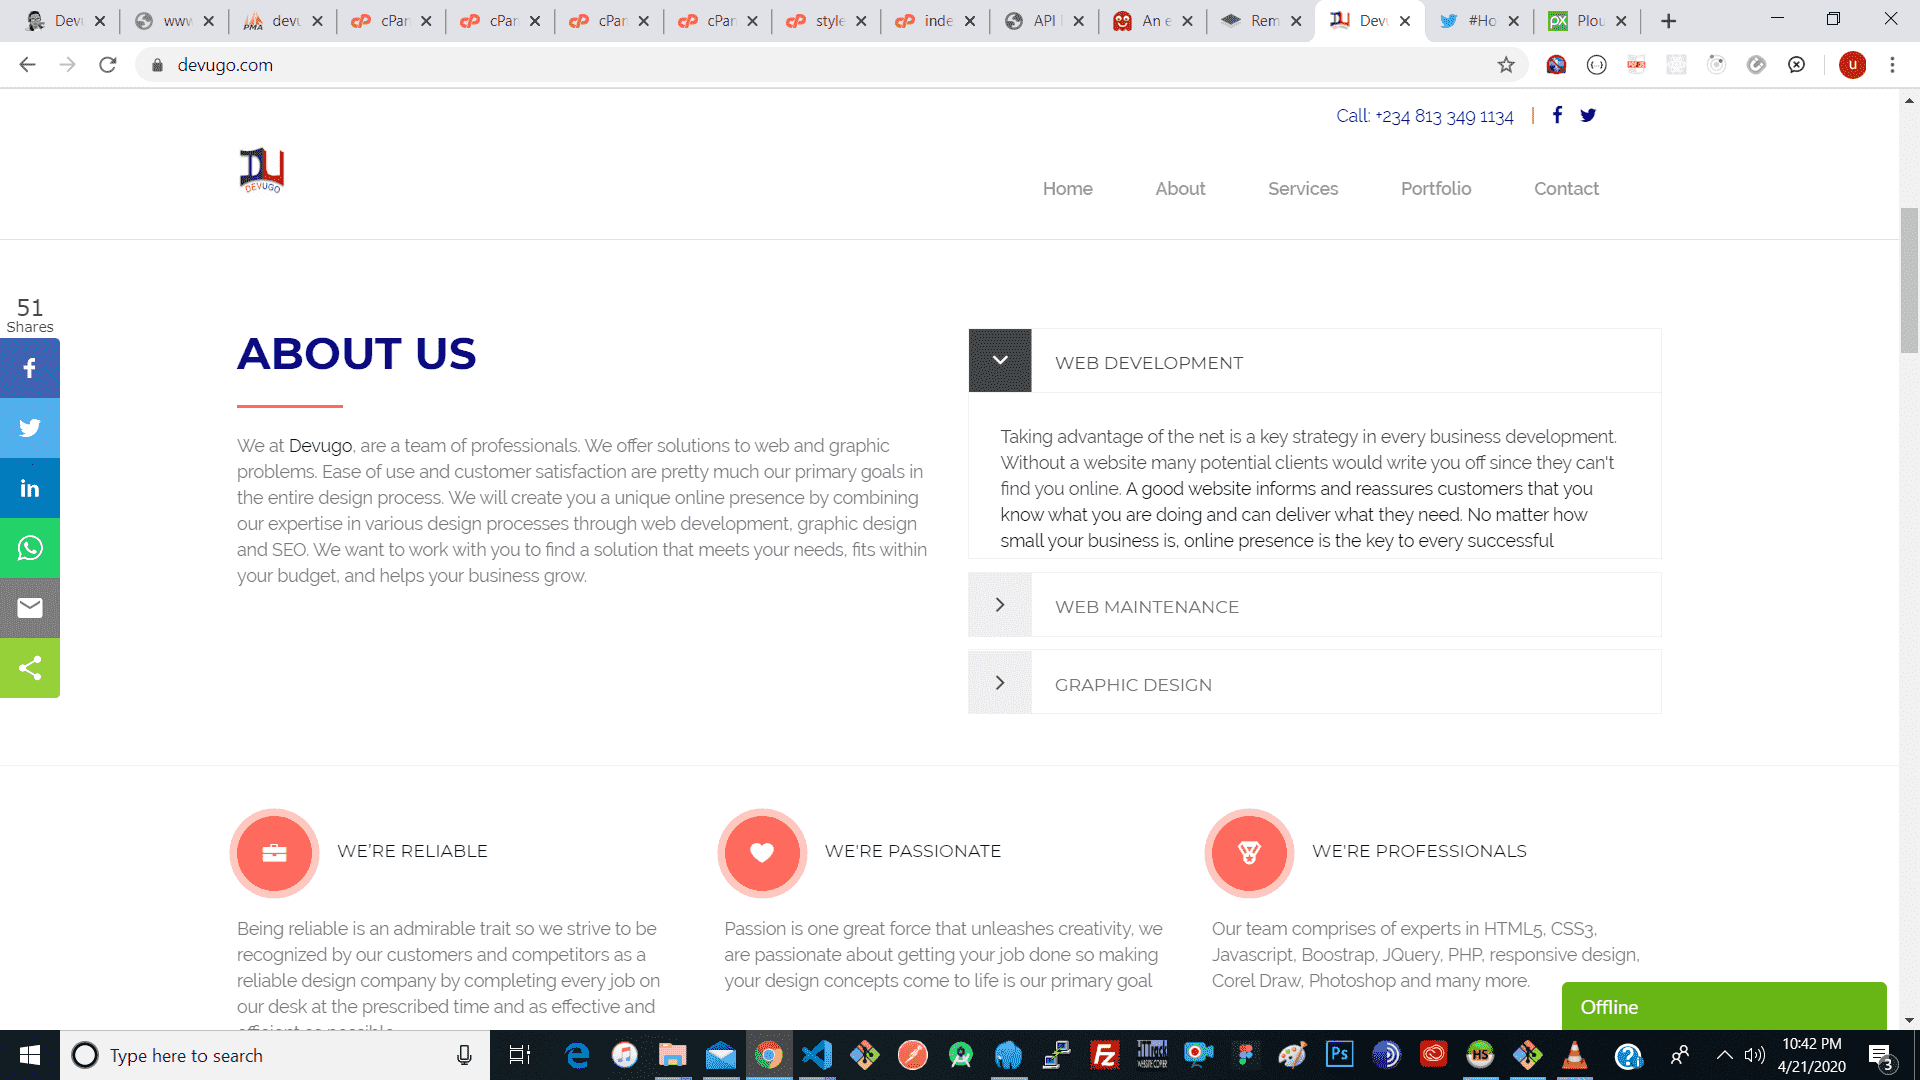 Devu
www
devu
cPan
cPan
cPan
cPan
style
inde
API
An e
Rem
Devu
#Ho
Plou
devugo.com
u
Call: +234 813 349 1134
DEVUGO
Home About Services Portfolio Contact
51
Shares
ABOUT US
We at Devugo, are a team of professionals. We offer solutions to web and graphic
problems. Ease of use and customer satisfaction are pretty much our primary goals in
the entire design process. We will create you a unique online presence by combining
our expertise in various design processes through web development, graphic design
and SEO. We want to work with you to find a solution that meets your needs, fits within
your budget, and helps your business grow.
WEB DEVELOPMENT
Taking advantage of the net is a key strategy in every business development.
Without a website many potential clients would write you off since they can't
find you online. A good website informs and reassures customers that you
know what you are doing and can deliver what they need. No matter how
small your business is, online presence is the key to every successful
WEB MAINTENANCE
GRAPHIC DESIGN
WE’RE RELIABLE
Being reliable is an admirable trait so we strive to be
recognized by our customers and competitors as a
reliable design company by completing every job on
our desk at the prescribed time and as effective and
efficient as possible
WE'RE PASSIONATE
Passion is one great force that unleashes creativity, we
are passionate about getting your job done so making
your design concepts come to life is our primary goal
WE'RE PROFESSIONALS
Our team comprises of experts in HTML5, CSS3,
Javascript, Boostrap, JQuery, PHP, responsive design,
Corel Draw, Photoshop and many more.
Offline
Type here to search
10:42 PM
4/21/2020
3